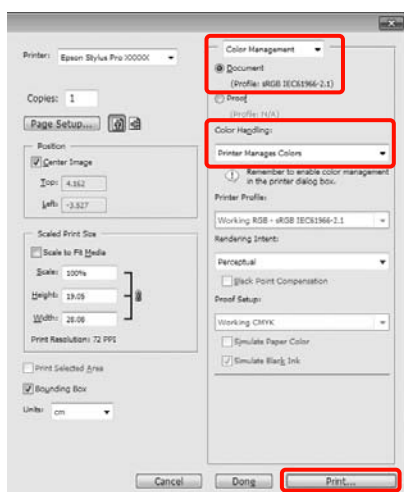 Printer: Epson Stylus Pro XXXXX
Copies: 1
Page Setup...
Position
Center Image
Top: 4.162
Left: -3.527
Scaled Print Size
Scale to Fit Media
Scale: 100%
Height: 19.05
Width: 28.08
Print Resolution: 72 PPI
Print Selected Area
Bounding Box
Units: cm
Color Management
Document
(Profile: sRGB IEC61966-2.1)
Proof
(Profile: N/A)
Color Handling:
Printer Manages Colors
Remember to enable color management
in the printer dialog box.
Printer Profile:
Working RGB - sRGB IEC61966-2.1
Rendering Intent:
Perceptual
Black Point Compensation
Proof Setup:
Working CMYK
Simulate Paper Color
Simulate Black Ink
Cancel
Done
Print...